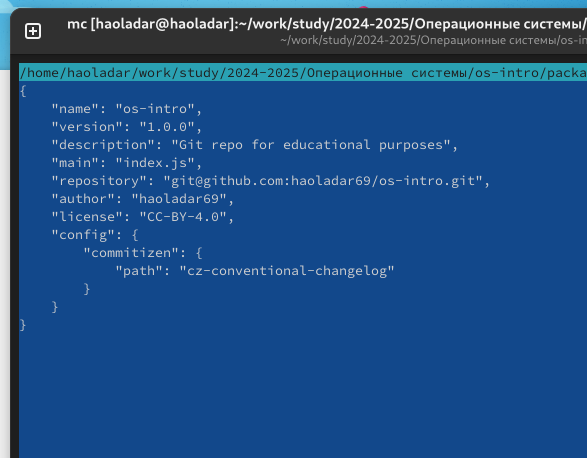 mc [haoladar@haoladar]:~/work/study/2024-2025/Операционные системы/
~/work/study/2024-2025/Операционные системы/os-in
/home/haoladar/work/study/2024-2025/Операционные системы/os-intro/packa
{
    "name": "os-intro",
    "version": "1.0.0",
    "description": "Git repo for educational purposes",
    "main": "index.js",
    "repository": "git@github.com:haoladar69/os-intro.git",
    "author": "haoladar69",
    "license": "CC-BY-4.0",
    "config": {
        "commitizen": {
            "path": "cz-conventional-changelog"
        }
    }
}